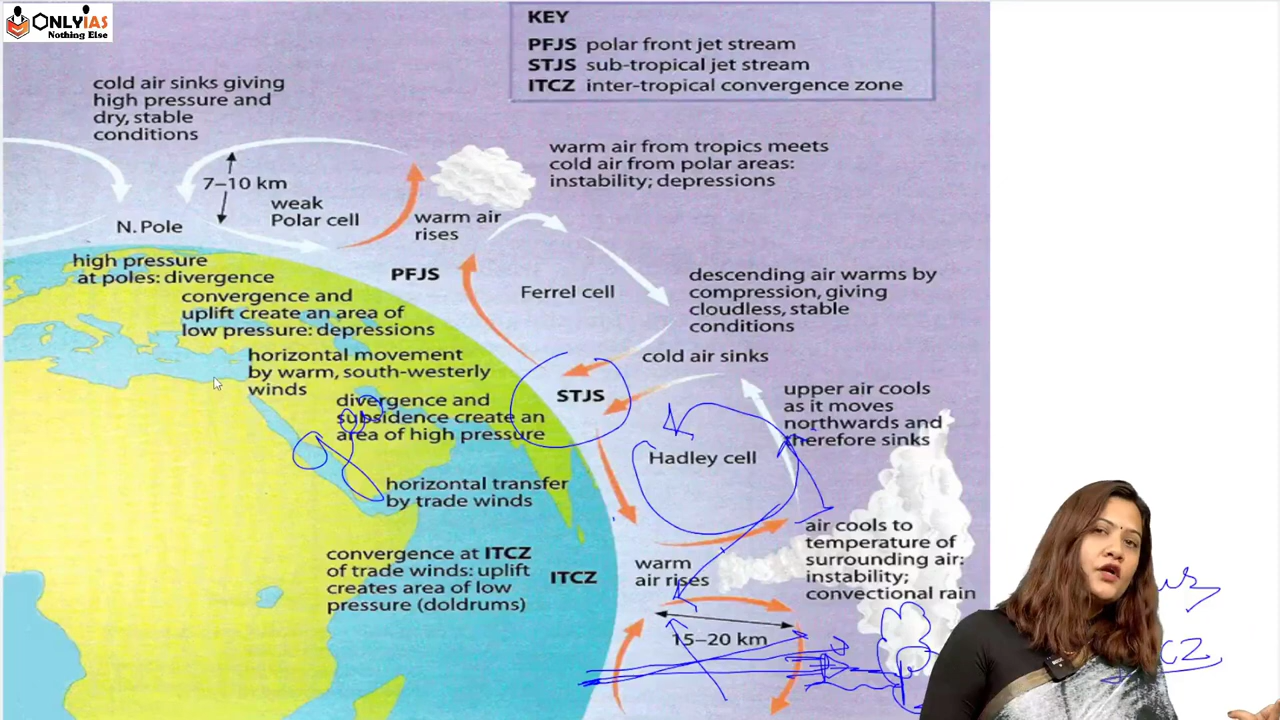 ONLYIAS
Nothing Else
KEY
PFJS polar front jet stream
STJS sub-tropical jet stream
ITCZ inter-tropical convergence zone
cold air sinks giving
high pressure and
dry, stable
conditions
warm air from tropics meets
cold air from polar areas:
instability; depressions
7–10 km
weak
Polar cell
warm air
rises
N. Pole
high pressure
at poles: divergence
PFJS
Ferrel cell
descending air warms by
compression, giving
cloudless, stable
conditions
convergence and
uplift create an area of
low pressure: depressions
horizontal movement
by warm, south-westerly
winds
cold air sinks
STJS
divergence and
subsidence create an
area of high pressure
upper air cools
as it moves
northwards and
therefore sinks
Hadley cell
horizontal transfer
by trade winds
air cools to
temperature of
surrounding air:
instability;
convectional rain
convergence at ITCZ
of trade winds: uplift
creates area of low
pressure (doldrums)
ITCZ
warm
air rises
15–20 km
CZ